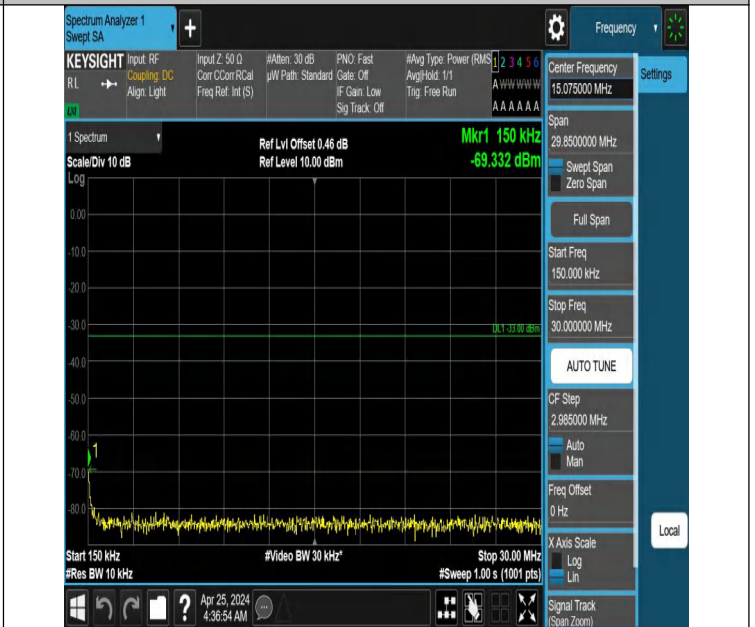 Spectrum Analyzer 1
Swept SA
+
Frequency
KEYSIGHT
RL
LXI
Input: RF
Coupling: DC
Align: Light
Input Z: 50 Ω
Corr CCorr RCal
Freq Ref: Int (S)
#Atten: 30 dB
µW Path: Standard
PNO: Fast
Gate: Off
IF Gain: Low
Sig Track: Off
#Avg Type: Power (RMS
Avg|Hold: 1/1
Trig: Free Run
1 2 3 4 5 6
A W W W W W
A A A A A A
1 Spectrum
Scale/Div 10 dB
Ref Lvl Offset 0.46 dB
Ref Level 10.00 dBm
Mkr1 150 kHz
-69.332 dBm
Log
0.00
-10.0
-20.0
-30.0
DL1 -33.00 dBm
-40.0
-50.0
-60.0
1
-70.0
-80.0
Start 150 kHz
#Video BW 30 kHz*
Stop 30.00 MHz
#Res BW 10 kHz
#Sweep 1.00 s (1001 pts)
?
Apr 25, 2024
4:36:54 AM
Center Frequency
15.075000 MHz
Settings
Span
29.8500000 MHz
Swept Span
Zero Span
Full Span
Start Freq
150.000 kHz
Stop Freq
30.000000 MHz
AUTO TUNE
CF Step
2.985000 MHz
Auto
Man
Freq Offset
0 Hz
X Axis Scale
Log
Lin
Local
Signal Track
(Span Zoom)